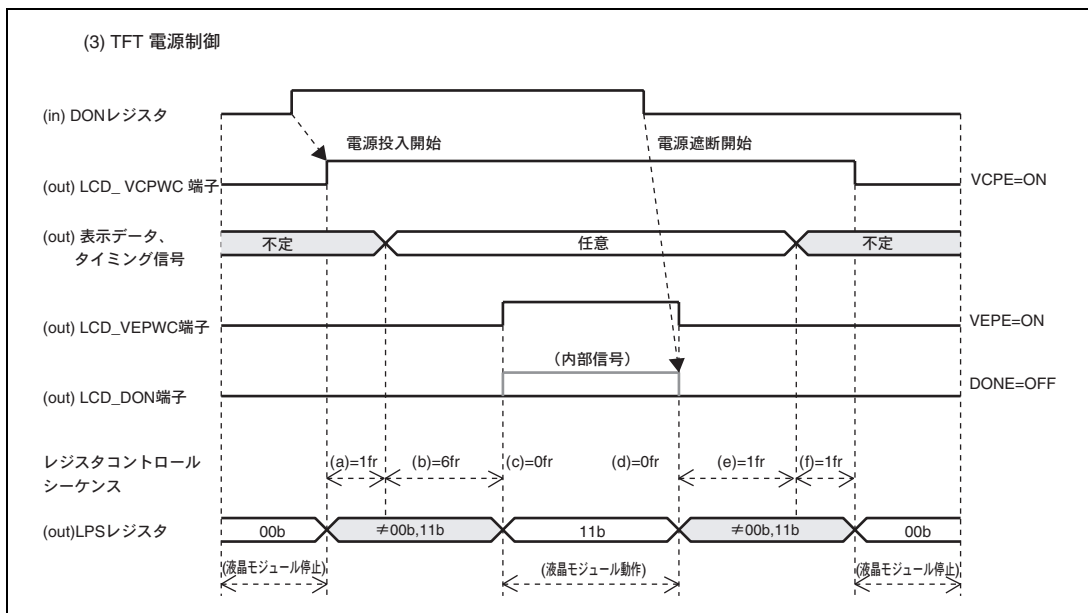 (3) TFT 電源制御
(in) DONレジスタ
電源投入開始
電源遮断開始
(out) LCD_ VCPWC 端子
VCPE=ON
(out) 表示データ、
タイミング信号
不定
任意
不定
(out) LCD_VEPWC端子
VEPE=ON
(内部信号)
(out) LCD_DON端子
DONE=OFF
レジスタコントロール
シーケンス
(a)=1fr
(b)=6fr
(c)=0fr
(d)=0fr
(e)=1fr
(f)=1fr
(out)LPSレジスタ
00b
≠00b,11b
11b
≠00b,11b
00b
(液晶モジュール停止)
(液晶モジュール動作)
(液晶モジュール停止)